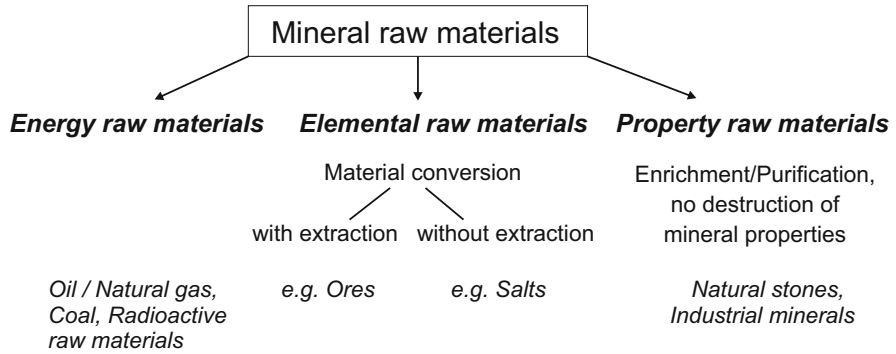 Mineral raw materials
Energy raw materials
Elemental raw materials
Property raw materials
Material conversion
with extraction
without extraction
Enrichment/Purification,
no destruction of
mineral properties
Oil / Natural gas,
Coal, Radioactive
raw materials
e.g. Ores
e.g. Salts
Natural stones,
Industrial minerals